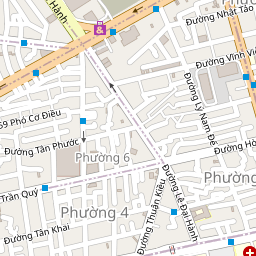 Hành
Đường Nhật Tảo
Đường Vĩnh Vi
59 Phó Cơ Điều
Đường Lý Nam Đế
Đường Tân Phước
Đường Hò
Phường 6
Trần Quý
Phường
Đường Lê Đại Hành
Đường Thuận Kiều
Phường 4
Đường Tân Khai